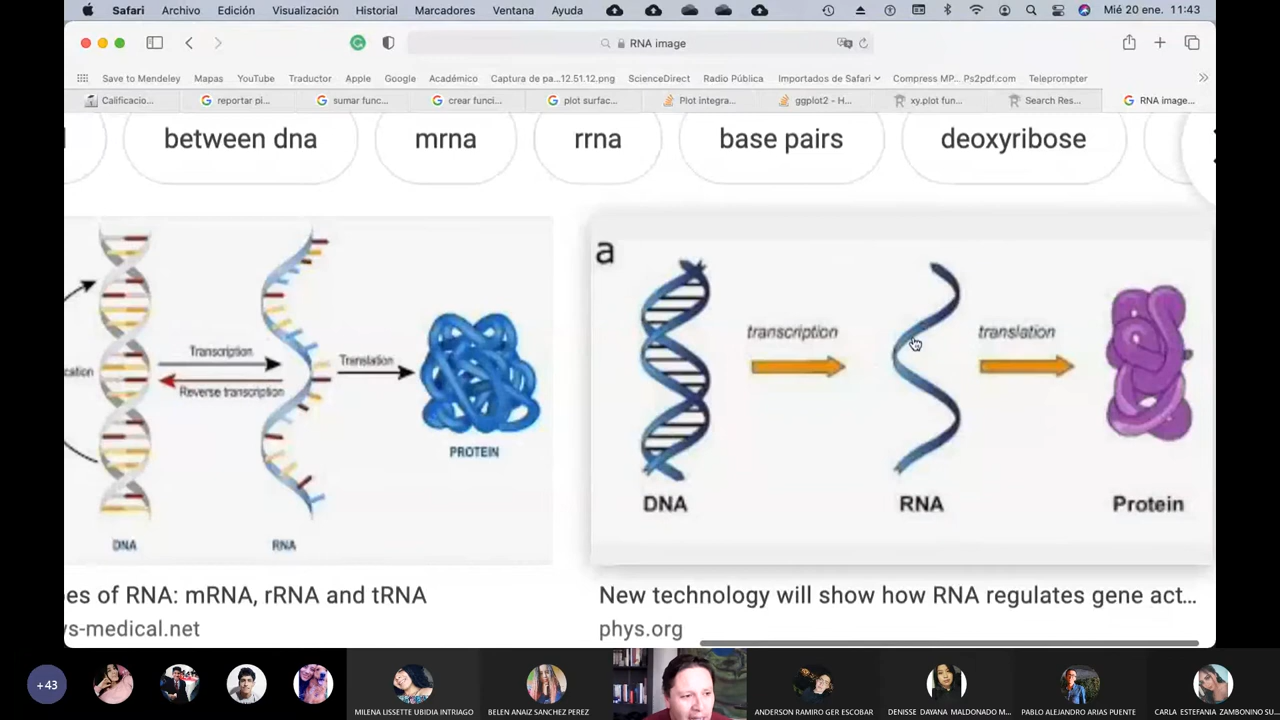 Safari Archivo Edición Visualización Historial Marcadores Ventana Ayuda Mié 20 ene. 11:43
RNA image
Save to Mendeley Mapas YouTube Traductor Apple Google Académico Captura de pa...12.51.12.png ScienceDirect Radio Pública Importados de Safari Compress MP... Ps2pdf.com Teleprompter
Calificacio... reportar pi... sumar func... crear funci... plot surfac... Plot integra... ggplot2 - H... xy.plot fun... Search Res... RNA image...
between dna mrna rrna base pairs deoxyribose
cation
Transcription
Reverse transcription
Translation
PROTEIN
DNA RNA
a
transcription translation
DNA RNA Protein
es of RNA: mRNA, rRNA and tRNA
ys-medical.net
New technology will show how RNA regulates gene act...
phys.org
+43
MILENA LISSETTE UBIDIA INTRIAGO BELEN ANAIZ SANCHEZ PEREZ ANDERSON RAMIRO GER ESCOBAR DENISSE DAYANA MALDONADO M... PABLO ALEJANDRO ARIAS PUENTE CARLA ESTEFANIA ZAMBONINO SU...